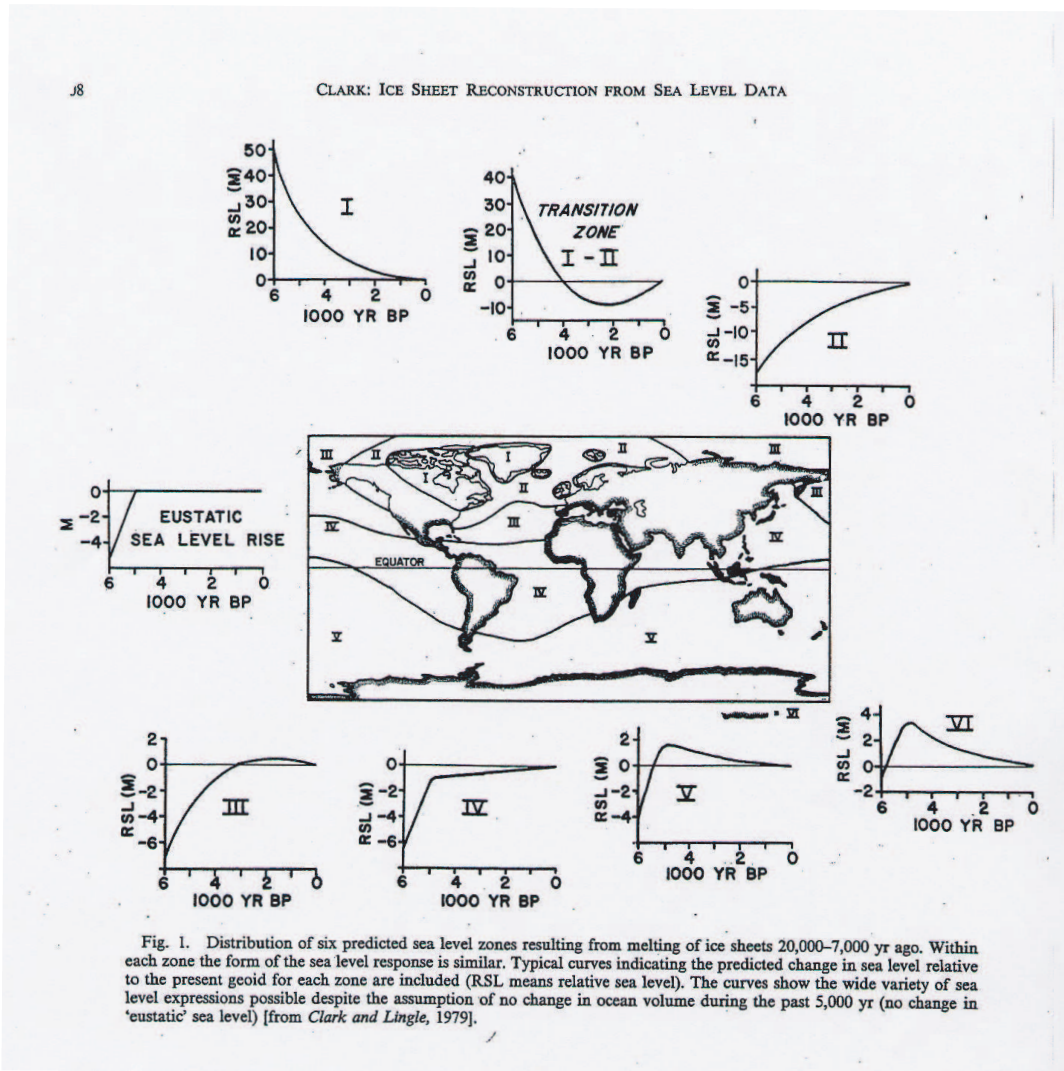 J8
CLARK: ICE SHEET RECONSTRUCTION FROM SEA LEVEL DATA
50
40
30
20
10
0
RSL (M)
I
6 4 2 0
1000 YR BP
40
30
20
10
0
-10
RSL (M)
TRANSITION
ZONE
I - II
6 4 2 0
1000 YR BP
0
-5
-10
-15
RSL (M)
II
6 4 2 0
1000 YR BP
0
-2
-4
M
EUSTATIC
SEA LEVEL RISE
6 4 2 0
1000 YR BP
III II I II III
I II III
IV III IV
EQUATOR
IV
V V
VI
2
0
-2
-4
-6
RSL (M)
III
6 4 2 0
1000 YR BP
0
-2
-4
-6
RSL (M)
IV
6 4 2 0
1000 YR BP
2
0
-2
-4
RSL (M)
V
6 4 2 0
1000 YR BP
4
2
0
-2
RSL (M)
VI
6 4 2 0
1000 YR BP
Fig. 1. Distribution of six predicted sea level zones resulting from melting of ice sheets 20,000–7,000 yr ago. Within
each zone the form of the sea level response is similar. Typical curves indicating the predicted change in sea level relative
to the present geoid for each zone are included (RSL means relative sea level). The curves show the wide variety of sea
level expressions possible despite the assumption of no change in ocean volume during the past 5,000 yr (no change in
'eustatic' sea level) [from Clark and Lingle, 1979].